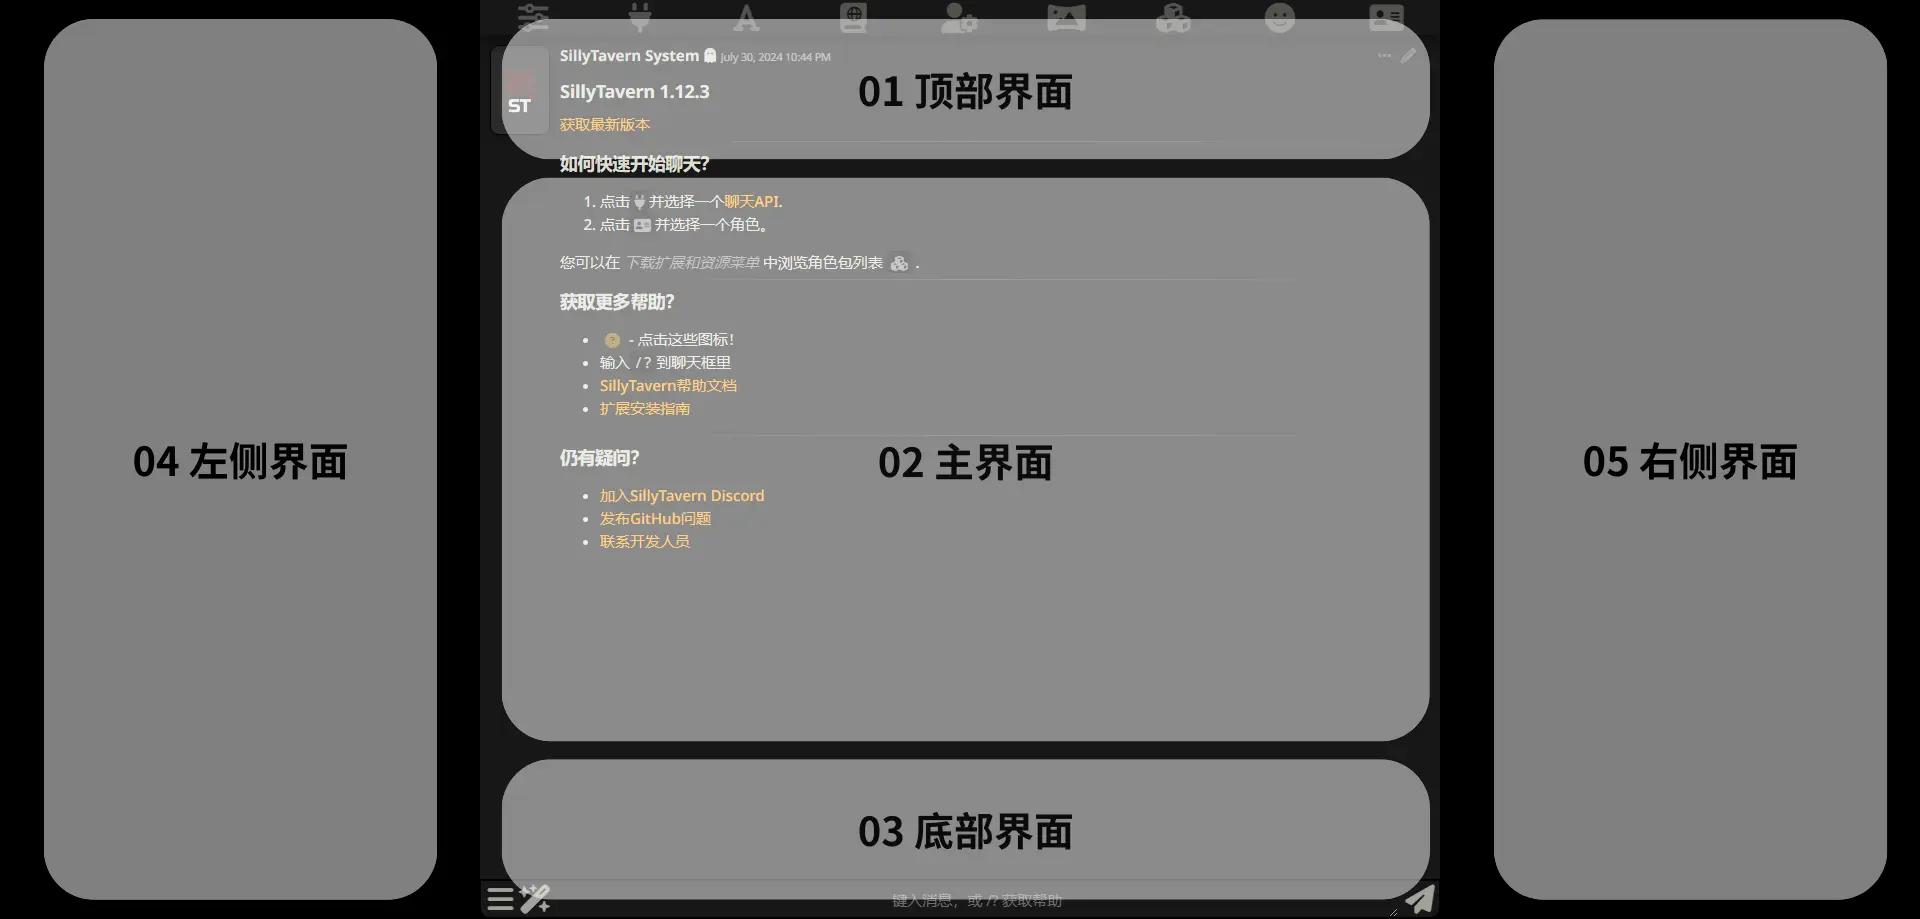 SillyTavern System July 30, 2024 10:44 PM
ST
SillyTavern 1.12.3
01 顶部界面
获取最新版本
如何快速开始聊天?
1. 点击 并选择一个聊天API.
2. 点击 并选择一个角色。
您可以在 下载扩展和资源菜单 中浏览角色包列表 .
获取更多帮助?
• ? - 点击这些图标!
• 输入 /? 到聊天框里
• SillyTavern帮助文档
• 扩展安装指南
04 左侧界面
仍有疑问?
02 主界面
05 右侧界面
• 加入SillyTavern Discord
• 发布GitHub问题
• 联系开发人员
03 底部界面
键入消息，或 /? 获取帮助